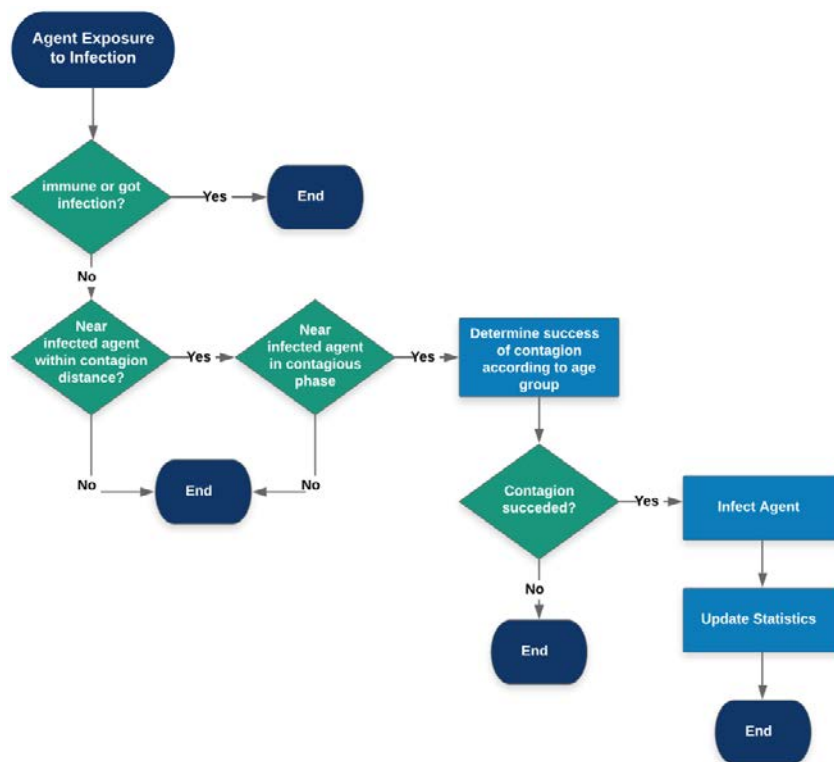 Agent Exposure
to Infection
immune or got
infection?
Yes
End
No
Near
infected agent
within contagion
distance?
Yes
Near
infected agent
in contagious
phase
Yes
Determine success
of contagion
according to age
group
No
End
No
Contagion
succeded?
Yes
Infect Agent
No
Update Statistics
End
End